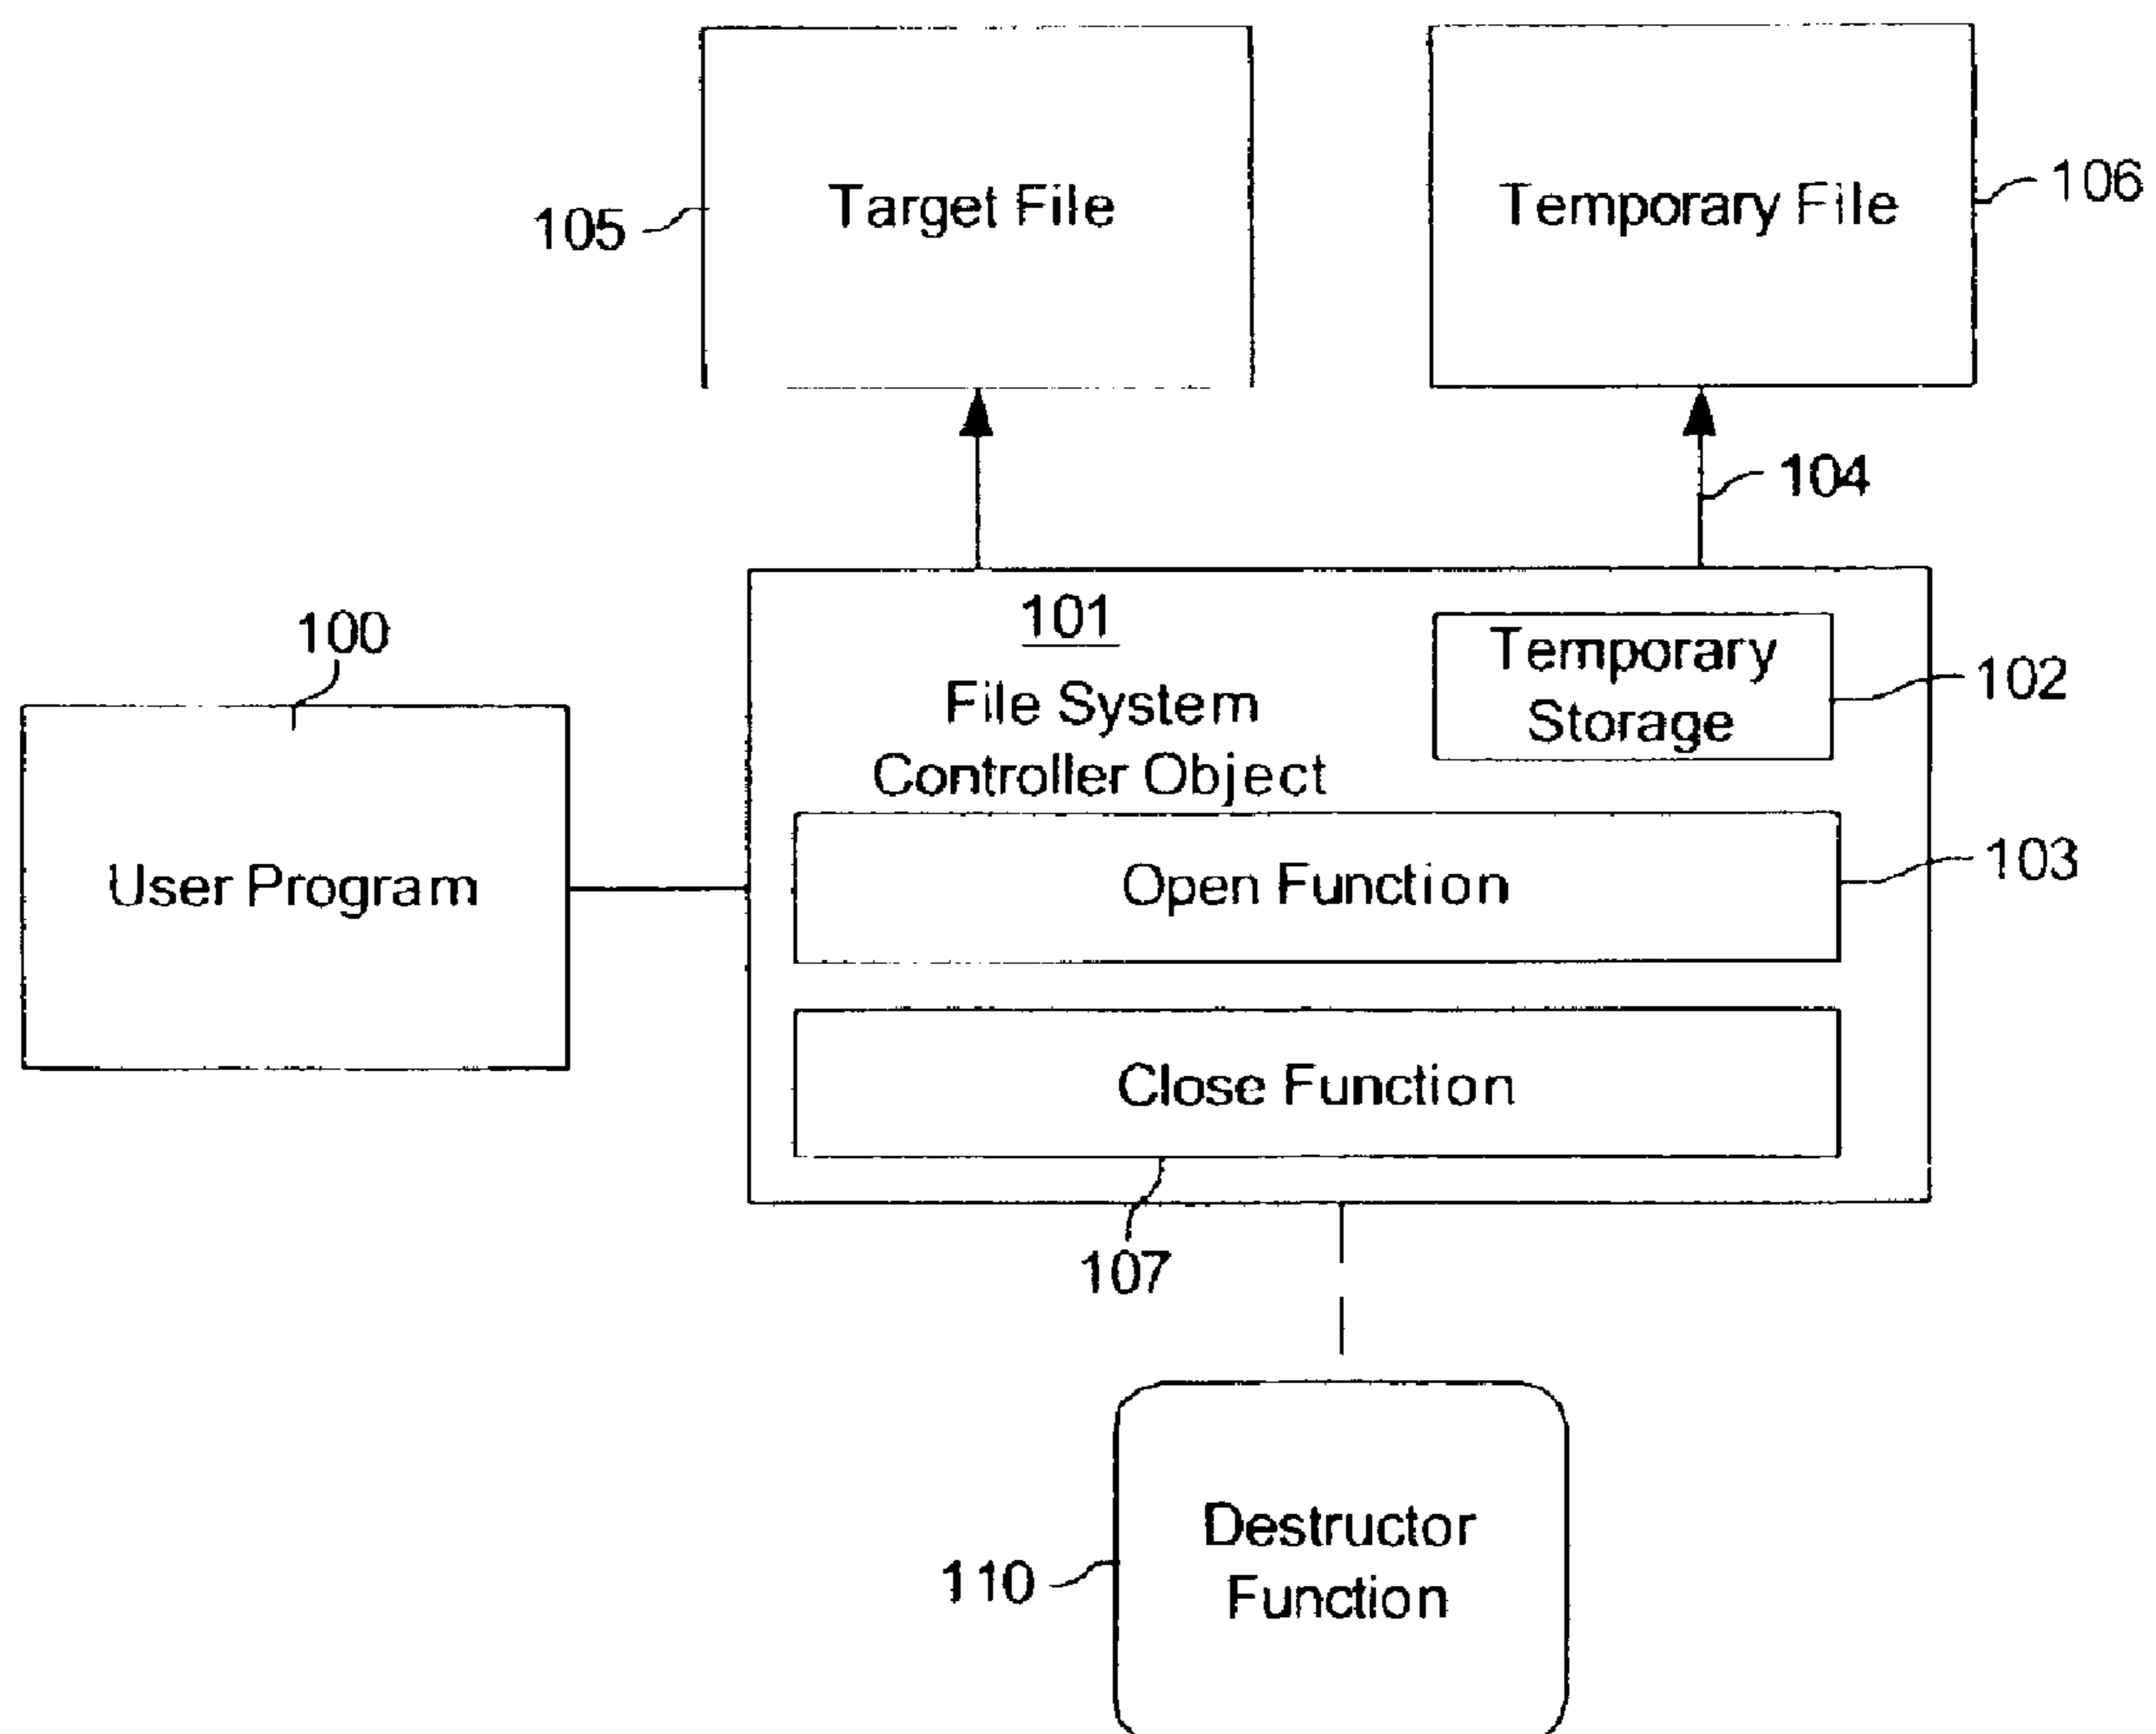 Target File
105
Temporary File
106
104
100
101
File System
Controller Object
Temporary
Storage
102
User Program
Open Function
103
Close Function
107
Destructor
Function
110